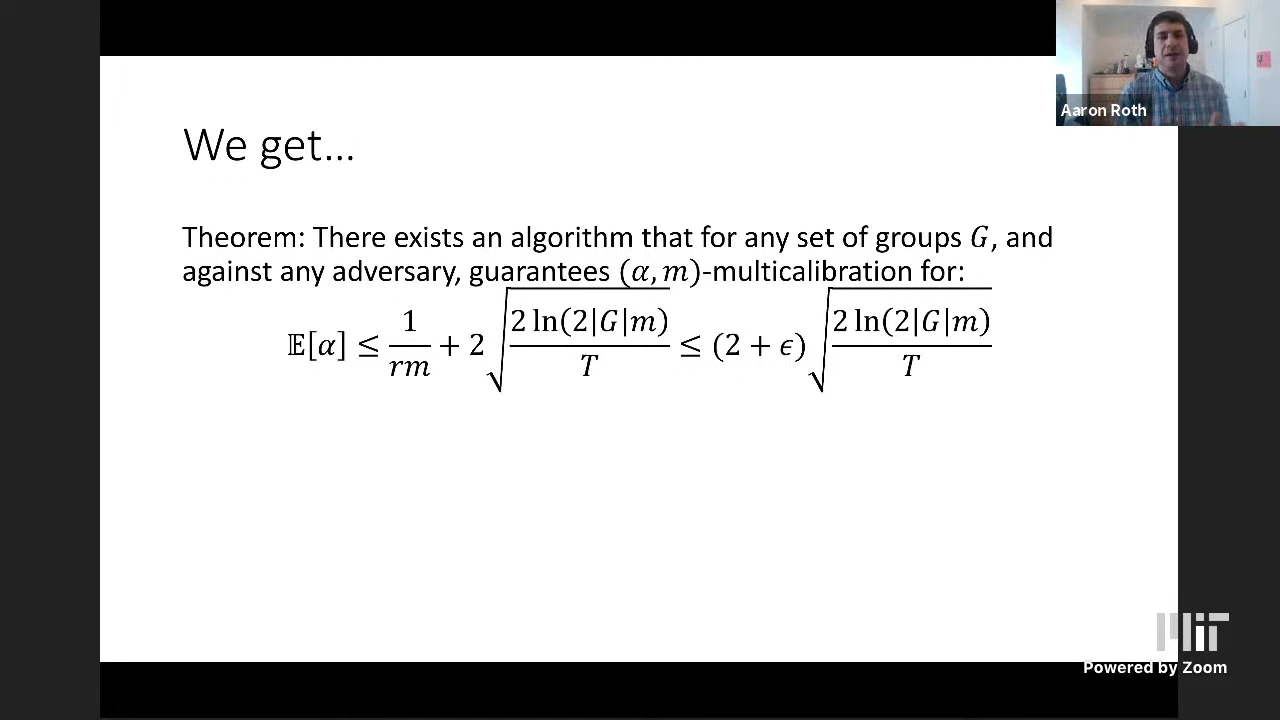 Aaron Roth
We get...
Theorem: There exists an algorithm that for any set of groups G, and
against any adversary, guarantees (α, m)-multicalibration for:
𝔼[α] ≤ 1/(rm) + 2√(2 ln(2|G|m)/T) ≤ (2 + ϵ)√(2 ln(2|G|m)/T)
MIT
Powered by Zoom